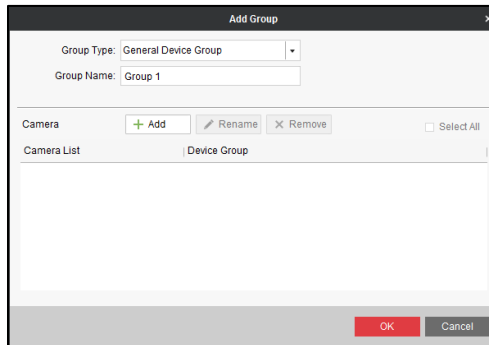 Add Group
Group Type: General Device Group
Group Name: Group 1
Camera Add Rename Remove Select All
Camera List Device Group
OK Cancel